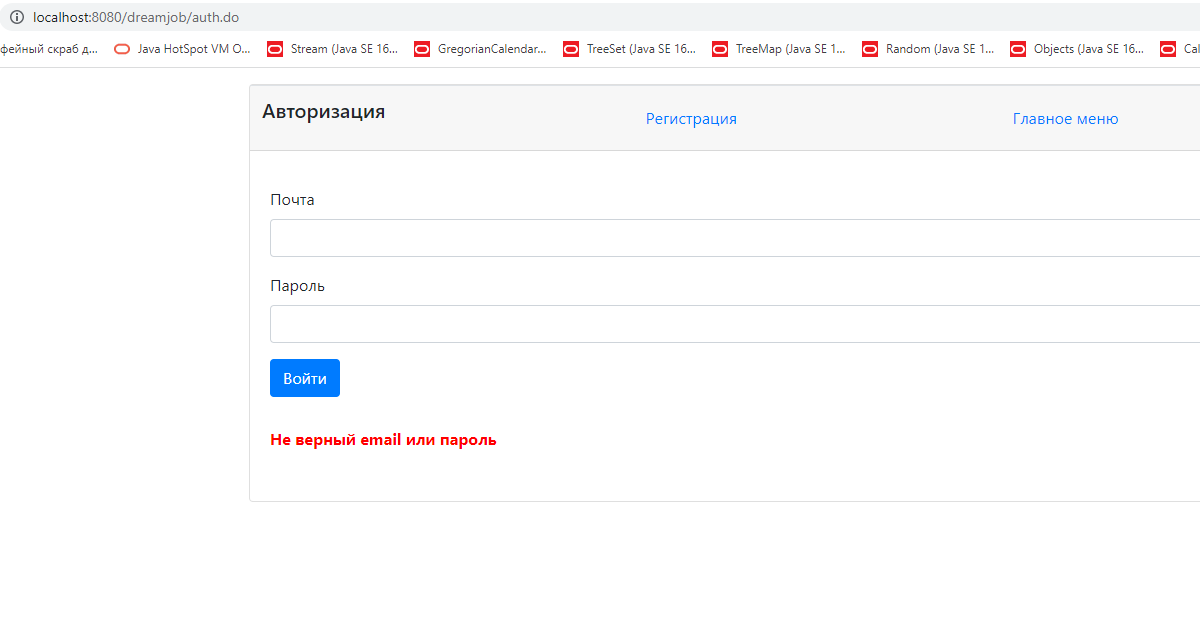 localhost:8080/dreamjob/auth.do
фейный скраб д... Java HotSpot VM O... Stream (Java SE 16... GregorianCalendar... TreeSet (Java SE 16... TreeMap (Java SE 1... Random (Java SE 1... Objects (Java SE 16... Cal
Авторизация Регистрация Главное меню
Почта
Пароль
Войти
Не верный email или пароль